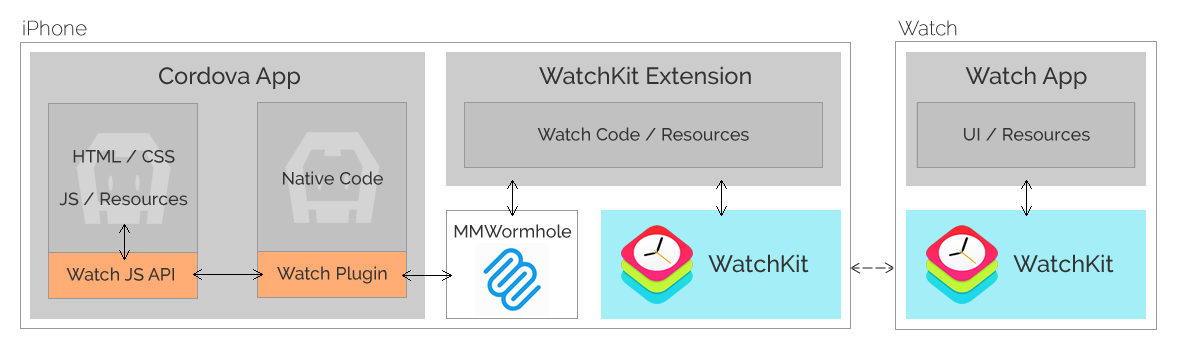 iPhone
Cordova App
HTML / CSS
JS / Resources
Watch JS API
Native Code
Watch Plugin
WatchKit Extension
Watch Code / Resources
MMWormhole
WatchKit
Watch
Watch App
UI / Resources
WatchKit